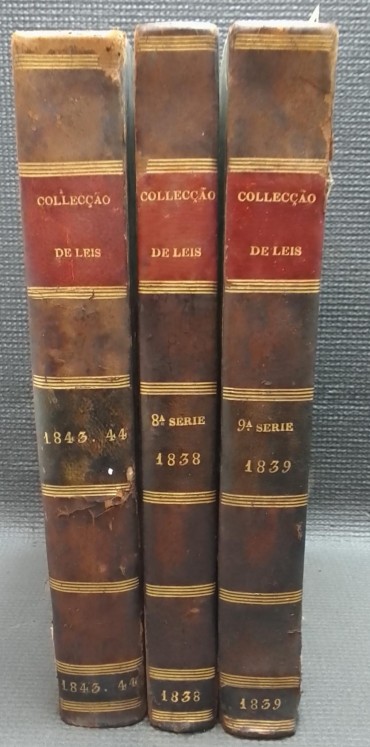 COLLECÇÃO
DE LEIS
1843.44
1843.44
COLLECÇÃO
DE LEIS
8ª SERIE
1838
1838
COLLECÇÃO
DE LEIS
9ª SERIE
1839
1839